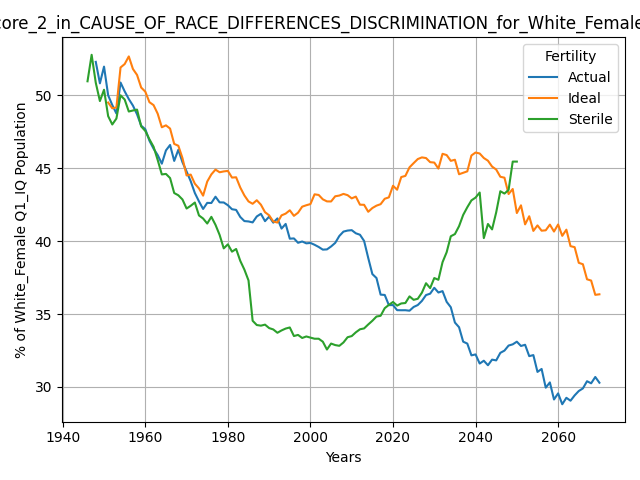 core_2_in_CAUSE_OF_RACE_DIFFERENCES_DISCRIMINATION_for_White_Female
Fertility
Actual
Ideal
Sterile
% of White_Female Q1_IQ Population
50
45
40
35
30
1940
1960
1980
2000
2020
2040
2060
Years